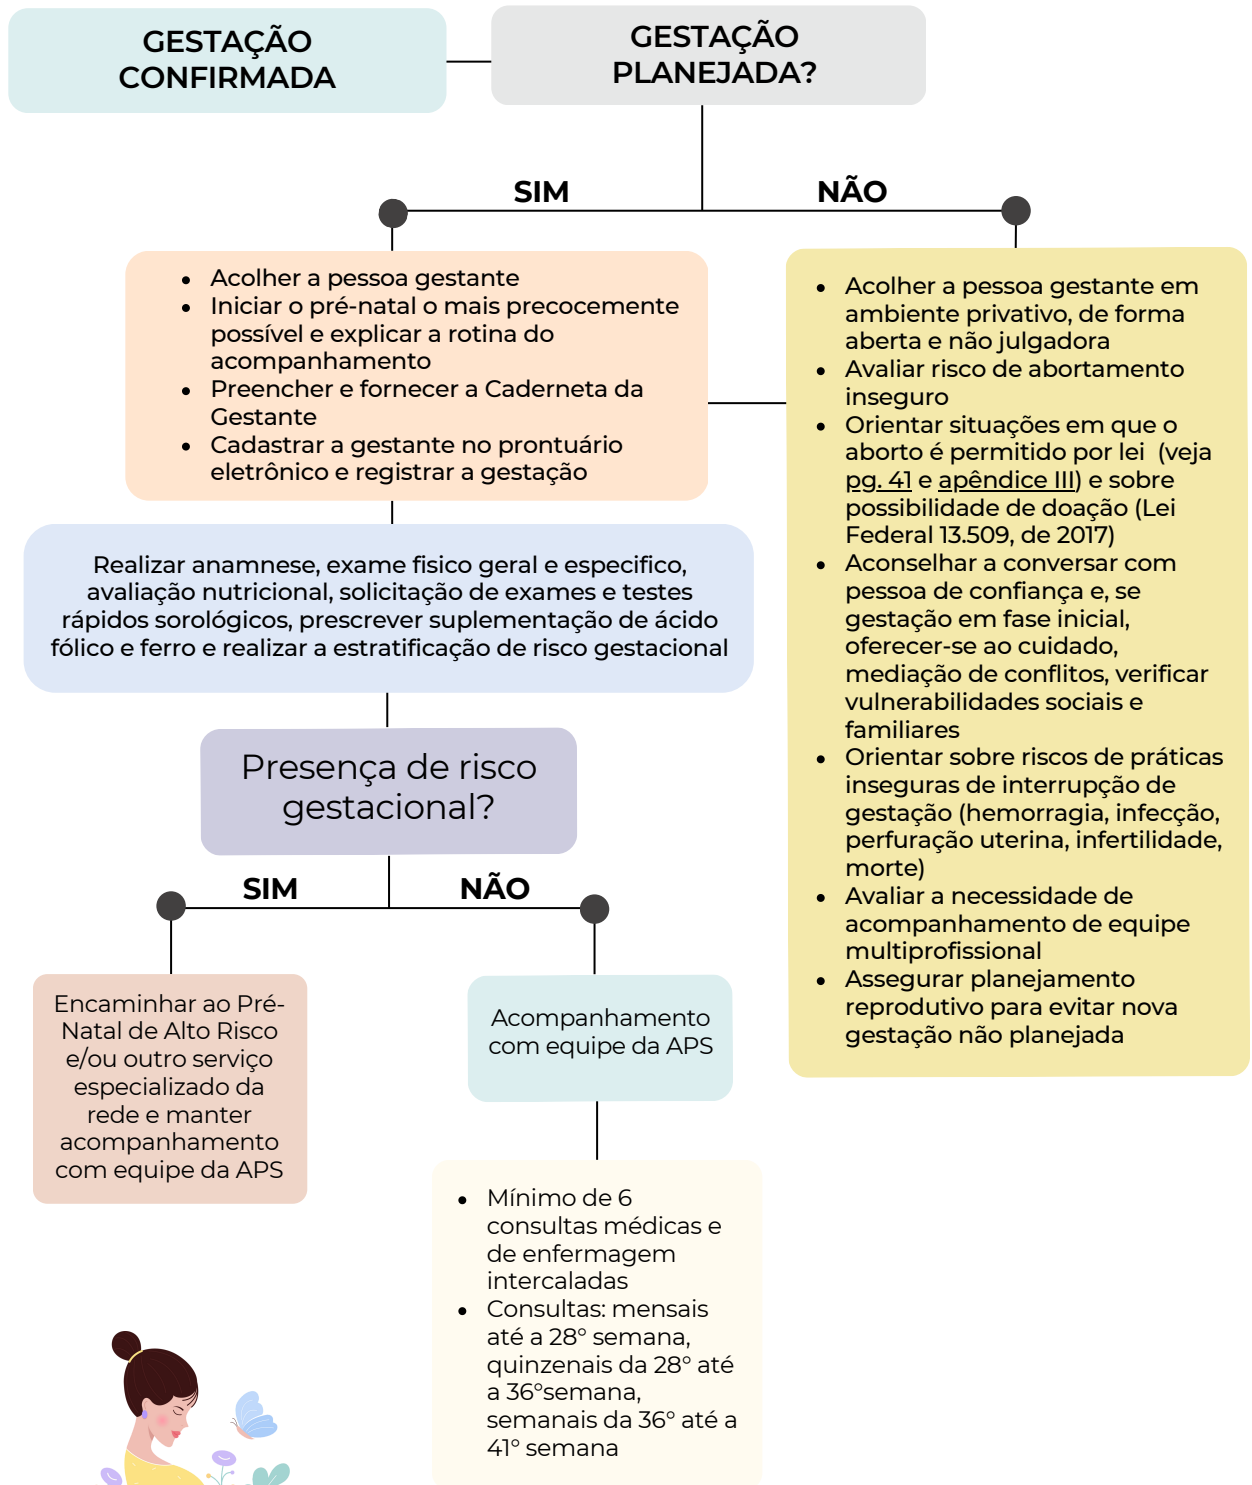 GESTAÇÃO
CONFIRMADA
GESTAÇÃO
PLANEJADA?
SIM
NÃO
• Acolher a pessoa gestante
• Iniciar o pré-natal o mais precocemente
possível e explicar a rotina do
acompanhamento
• Preencher e fornecer a Caderneta da
Gestante
• Cadastrar a gestante no prontuário
eletrônico e registrar a gestação
• Acolher a pessoa gestante em
ambiente privativo, de forma
aberta e não julgadora
• Avaliar risco de abortamento
inseguro
• Orientar situações em que o
aborto é permitido por lei (veja
pg. 41 e apêndice III) e sobre
possibilidade de doação (Lei
Federal 13.509, de 2017)
• Aconselhar a conversar com
pessoa de confiança e, se
gestação em fase inicial,
oferecer-se ao cuidado,
mediação de conflitos, verificar
vulnerabilidades sociais e
familiares
• Orientar sobre riscos de práticas
inseguras de interrupção de
gestação (hemorragia, infecção,
perfuração uterina, infertilidade,
morte)
• Avaliar a necessidade de
acompanhamento de equipe
multiprofissional
• Assegurar planejamento
reprodutivo para evitar nova
gestação não planejada
Realizar anamnese, exame fisico geral e especifico,
avaliação nutricional, solicitação de exames e testes
rápidos sorológicos, prescrever suplementação de ácido
fólico e ferro e realizar a estratificação de risco gestacional
Presença de risco
gestacional?
SIM
NÃO
Encaminhar ao Pré-
Natal de Alto Risco
e/ou outro serviço
especializado da
rede e manter
acompanhamento
com equipe da APS
Acompanhamento
com equipe da APS
• Mínimo de 6
consultas médicas e
de enfermagem
intercaladas
• Consultas: mensais
até a 28° semana,
quinzenais da 28° até
a 36°semana,
semanais da 36° até a
41° semana